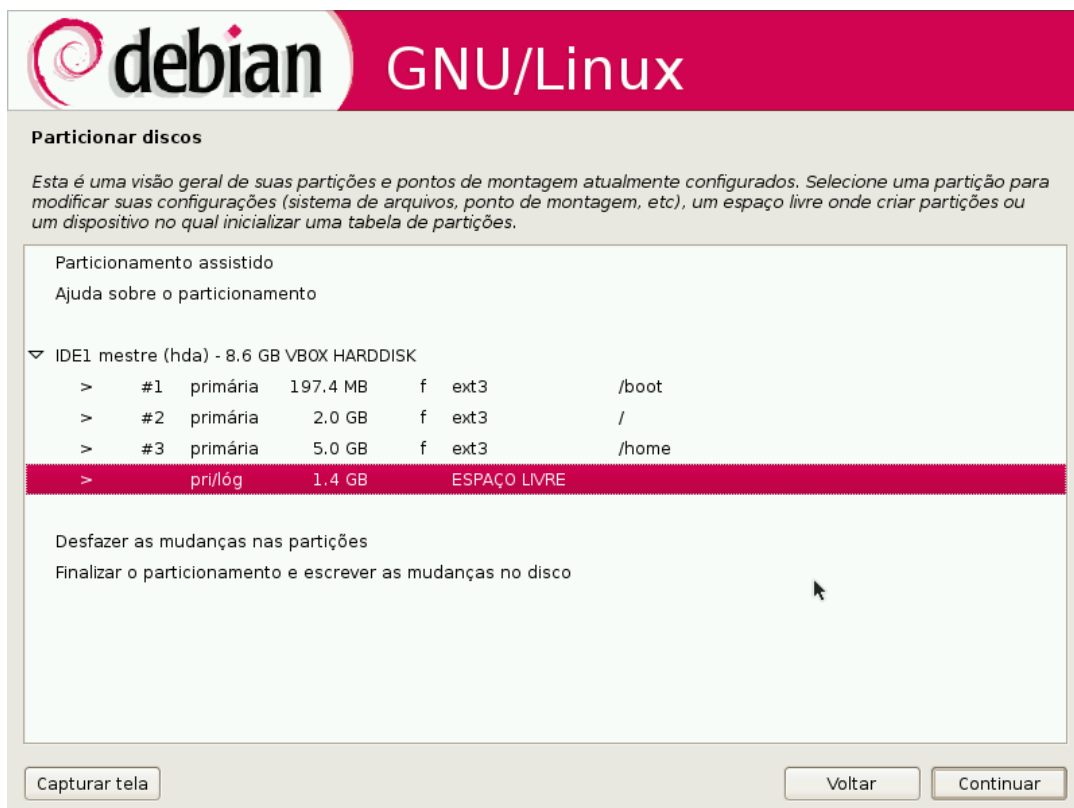 debian GNU/Linux
Particionar discos
Esta é uma visão geral de suas partições e pontos de montagem atualmente configurados. Selecione uma partição para
modificar suas configurações (sistema de arquivos, ponto de montagem, etc), um espaço livre onde criar partições ou
um dispositivo no qual inicializar uma tabela de partições.
Particionamento assistido
Ajuda sobre o particionamento
IDE1 mestre (hda) - 8.6 GB VBOX HARDDISK
> #1 primária 197.4 MB f ext3 /boot
> #2 primária 2.0 GB f ext3 /
> #3 primária 5.0 GB f ext3 /home
> pri/lóg 1.4 GB ESPAÇO LIVRE
Desfazer as mudanças nas partições
Finalizar o particionamento e escrever as mudanças no disco
Capturar tela Voltar Continuar